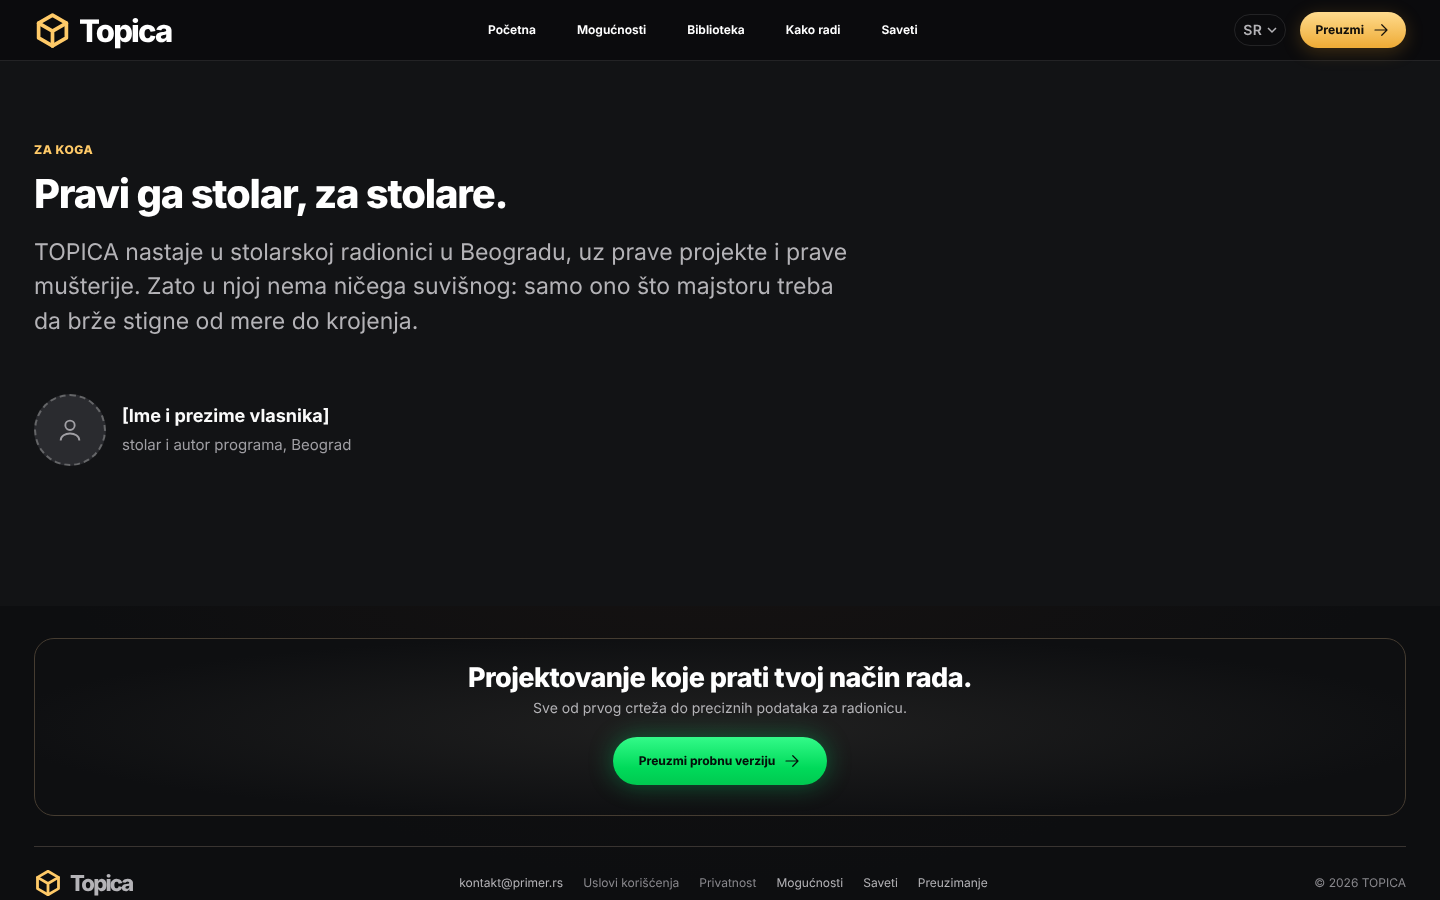 Topica
Početna Mogućnosti Biblioteka Kako radi Saveti
SR
Preuzmi
ZA KOGA
Pravi ga stolar, za stolare.
TOPICA nastaje u stolarskoj radionici u Beogradu, uz prave projekte i prave
mušterije. Zato u njoj nema ničega suvišnog: samo ono što majstoru treba
da brže stigne od mere do krojenja.
[Ime i prezime vlasnika]
stolar i autor programa, Beograd
Projektovanje koje prati tvoj način rada.
Sve od prvog crteža do preciznih podataka za radionicu.
Preuzmi probnu verziju
Topica
kontakt@primer.rs Uslovi korišćenja Privatnost Mogućnosti Saveti Preuzimanje
© 2026 TOPICA